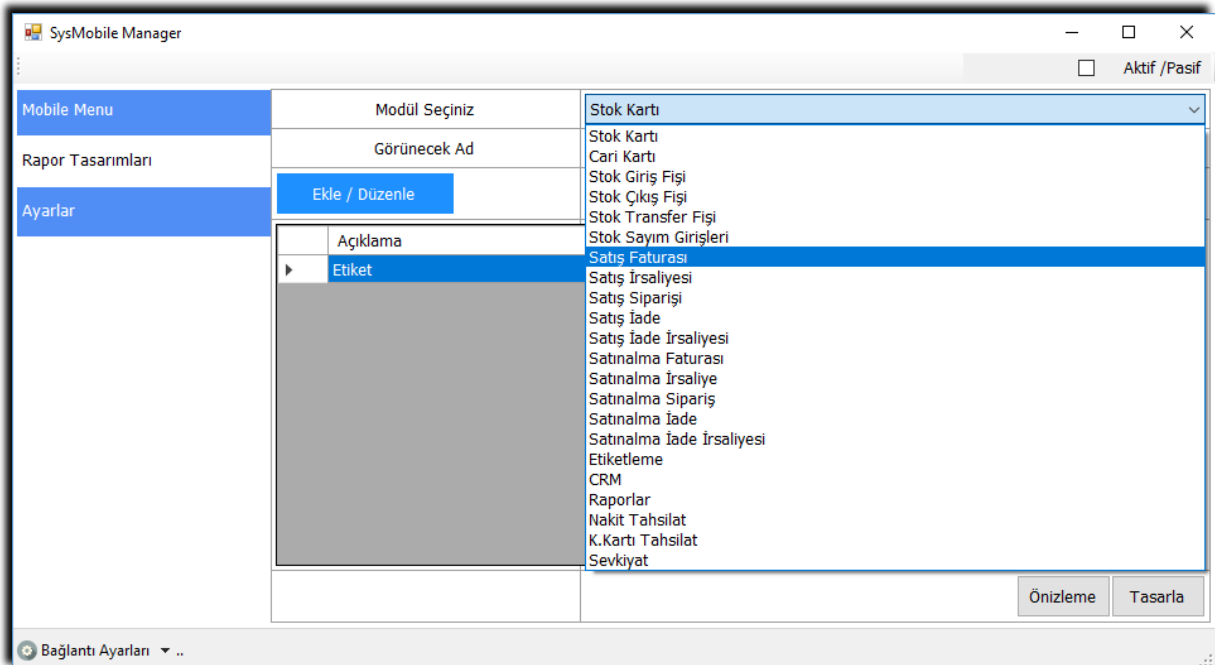 SysMobile Manager
Aktif /Pasif
Mobile Menu
Rapor Tasarımları
Ayarlar
Modül Seçiniz
Stok Kartı
Görünecek Ad
Ekle / Düzenle
Açıklama
Etiket
Stok Kartı
Cari Kartı
Stok Giriş Fişi
Stok Çıkış Fişi
Stok Transfer Fişi
Stok Sayım Girişleri
Satış Faturası
Satış İrsaliyesi
Satış Siparişi
Satış İade
Satış İade İrsaliyesi
Satınalma Faturası
Satınalma İrsaliye
Satınalma Sipariş
Satınalma İade
Satınalma İade İrsaliyesi
Etiketleme
CRM
Raporlar
Nakit Tahsilat
K.Kartı Tahsilat
Sevkiyat
Önizleme
Tasarla
Bağlantı Ayarları ..